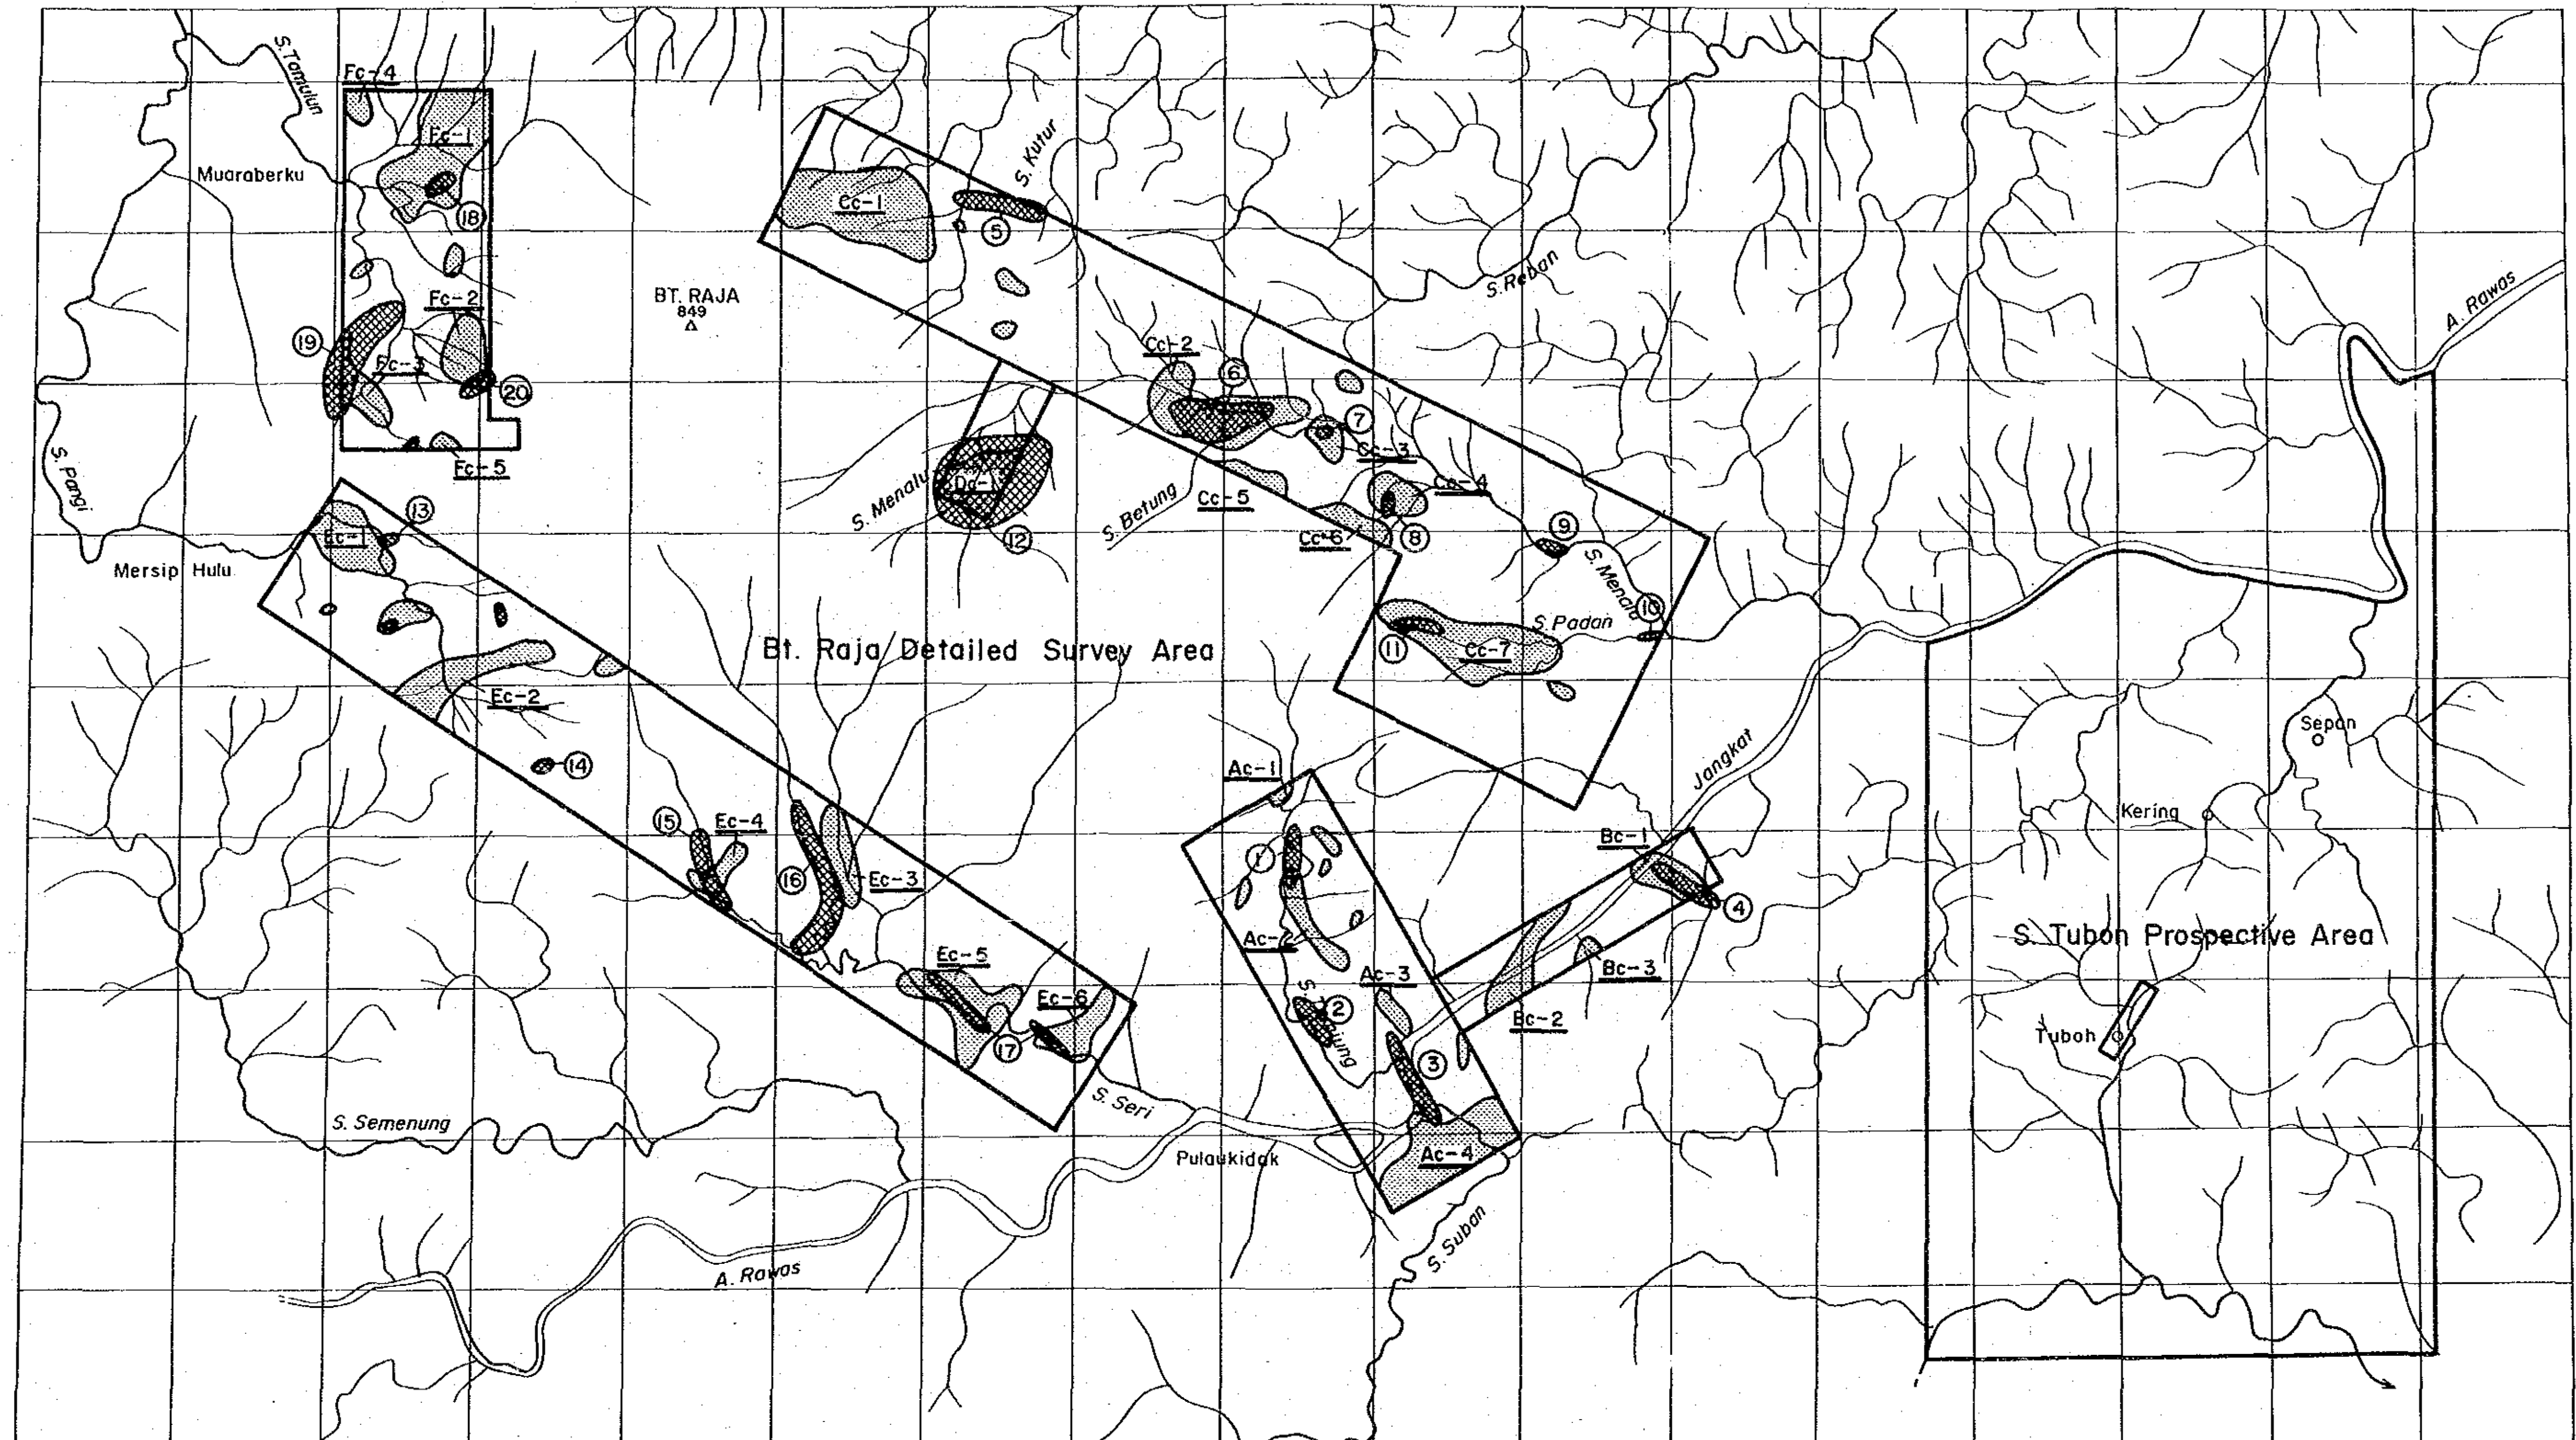 S. Tamulun
Fc-4
Fc-1
Muaraberku
18
S. Kutur
Cc-1
5
S. Reban
A. Rawas
BT. RAJA
849
Fc-2
19
Fc-3
20
Cc-2
6
7
Cc-3
Fc-5
S. Pangi
S. Menalu
Dc-1
12
S. Betung
Cc-5
Cc-4
Cc-6
8
9
13
Ec-1
Mersip Hulu
S. Menalu
10
S. Padan
11
Cc-7
Bt. Raja Detailed Survey Area
Ec-2
14
Sepan
Jangkat
Ac-1
Kering
15
Ec-4
16
Ec-3
1
Bc-1
4
Ac-2
S. Tubon Prospective Area
Ec-5
Ac-3
Bc-3
Ec-6
2
Bc-2
17
3
Tuboh
S. Seri
S. Semenung
Pulaukidak
Ac-4
S. Suban
A. Rawas